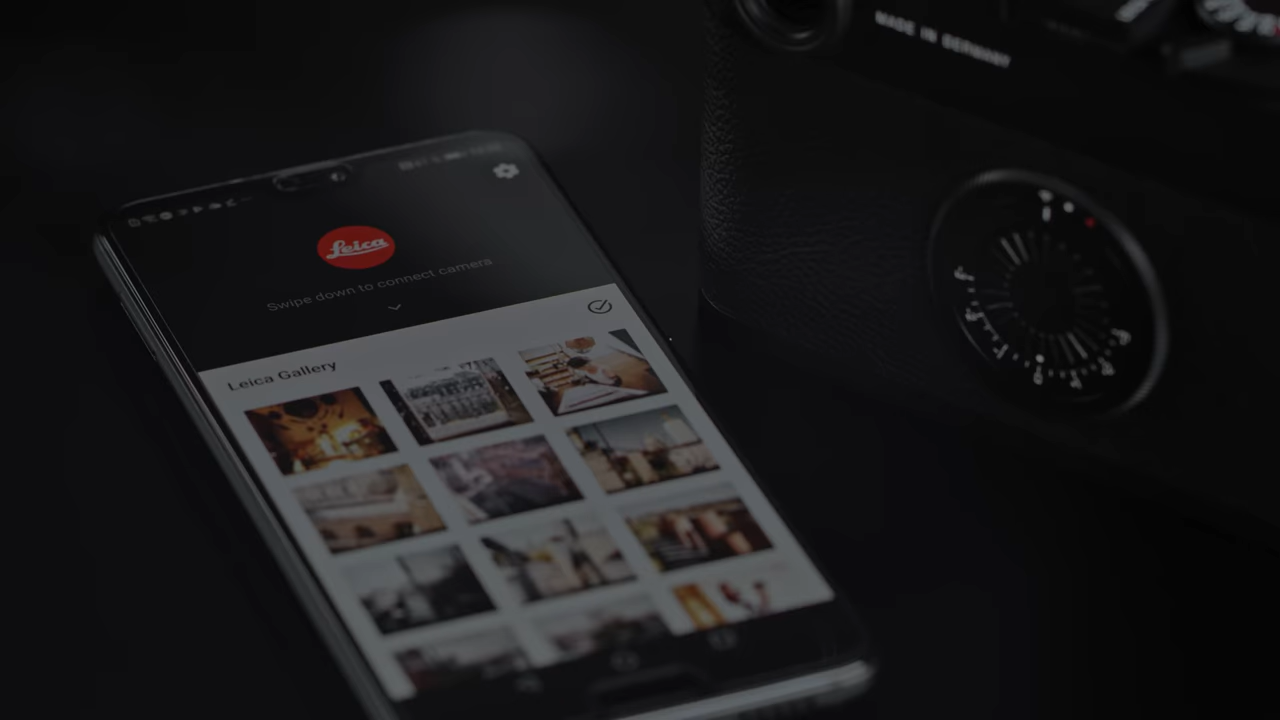 MADE IN GERMANY
Leica
Swipe down to connect camera
Leica Gallery